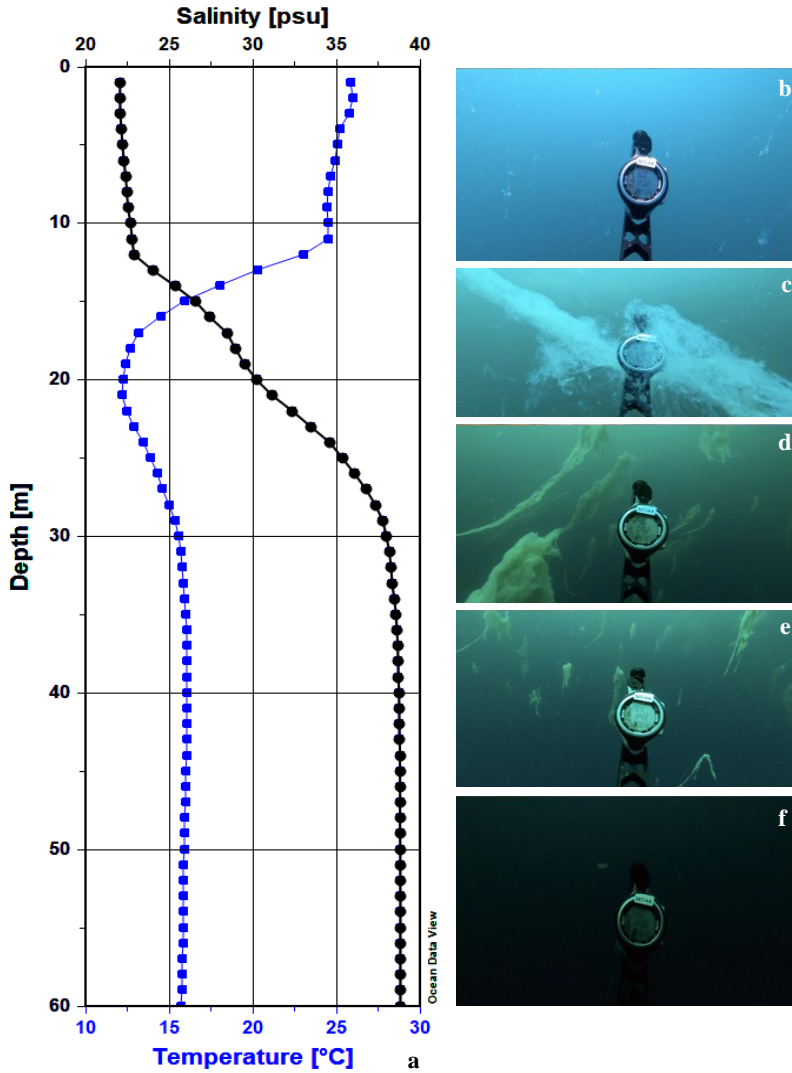 Salinity [psu]
20 25 30 35 40
0
10
20
30
40
50
60
Depth [m]
10 15 20 25 30
Temperature [°C]
Ocean Data View
a
b
c
d
e
f